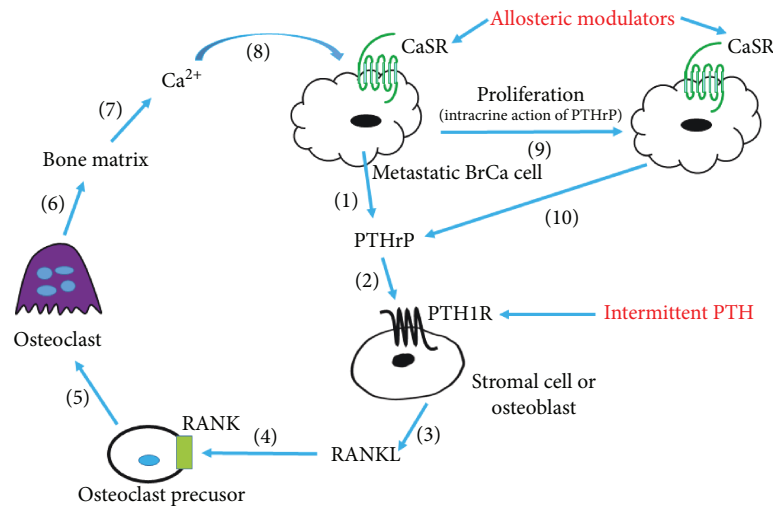 Allosteric modulators
CaSR
CaSR
(8)
Ca²⁺
(7)
Proliferation
(intracrine action of PTHrP)
(9)
Bone matrix
Metastatic BrCa cell
(1)
(6)
(10)
PTHrP
(2)
PTH1R
Intermittent PTH
Osteoclast
Stromal cell or
osteoblast
(5)
RANK
(4)
(3)
RANKL
Osteoclast precusor